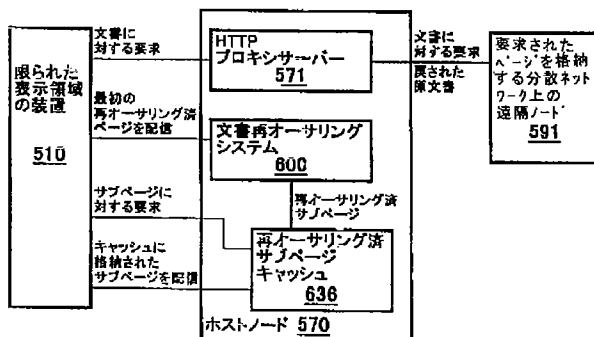 限られた
表示領域
の装置
510
文書に
対する要求
最初の
再オーサリング済
ページを配信
サブページに
対する要求
キャッシュに
格納された
サブページを配信
HTTP
プロキシサーバー
571
文書再オーサリング
システム
600
再オーサリング済
サブページ
再オーサリング済
サブページ
キャッシュ
636
ホストノード 570
文書に
対する要求
戻された
原文書
要求された
ページを格納
する分散ネット
ワーク上の
遠隔ノード
591